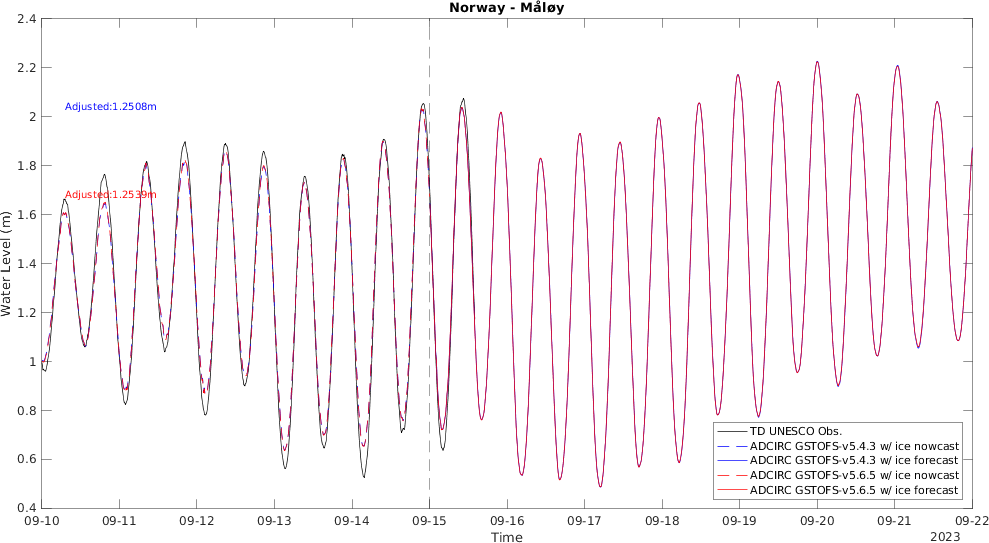 Norway - Måløy
2.4
2.2
2
1.8
1.6
1.4
1.2
1
0.8
0.6
0.4
Water Level (m)
Adjusted:1.2508m
Adjusted:1.2539m
TD UNESCO Obs.
ADCIRC GSTOFS-v5.4.3 w/ ice nowcast
ADCIRC GSTOFS-v5.4.3 w/ ice forecast
ADCIRC GSTOFS-v5.6.5 w/ ice nowcast
ADCIRC GSTOFS-v5.6.5 w/ ice forecast
09-10 09-11 09-12 09-13 09-14 09-15 09-16 09-17 09-18 09-19 09-20 09-21 09-22
Time
2023